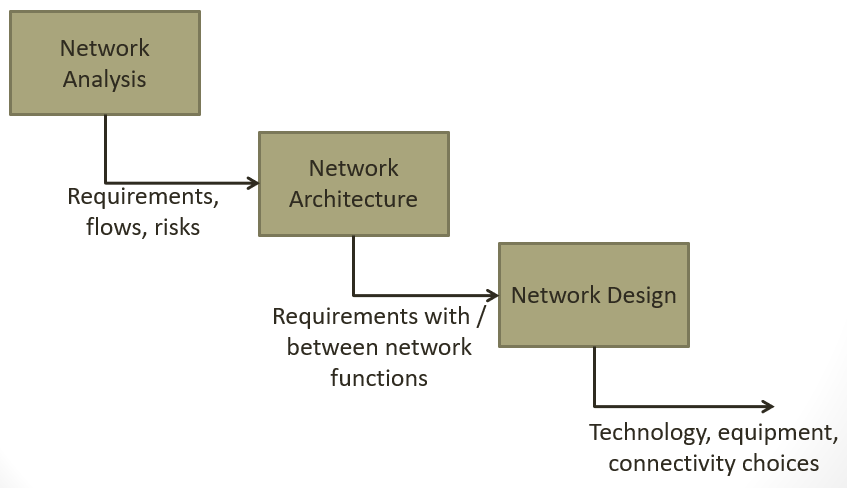 Network
Analysis
Requirements,
flows, risks
Network
Architecture
Requirements with /
between network
functions
Network Design
Technology, equipment,
connectivity choices